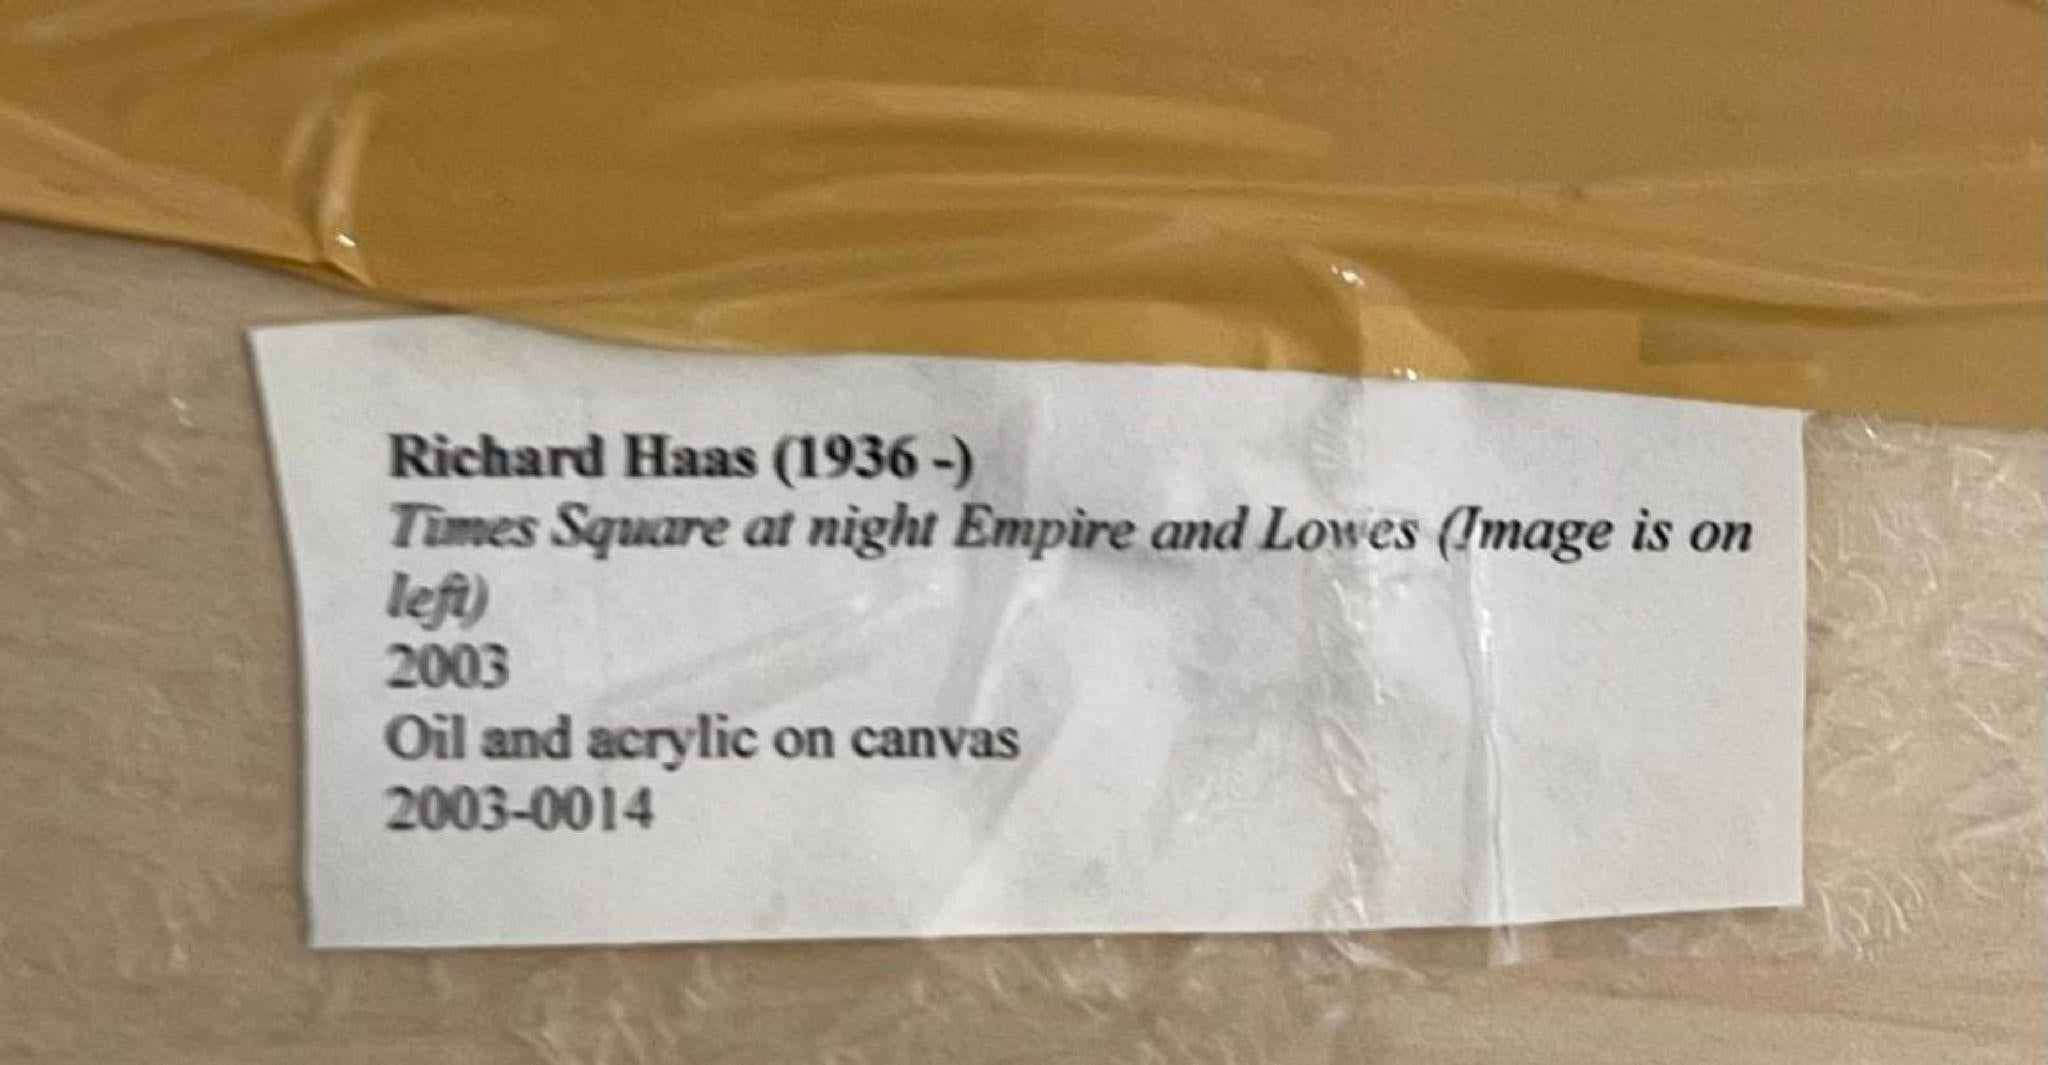 Richard Haas (1936 -)
Times Square at night Empire and Lowes (Image is on
left)
2003
Oil and acrylic on canvas
2003-0014